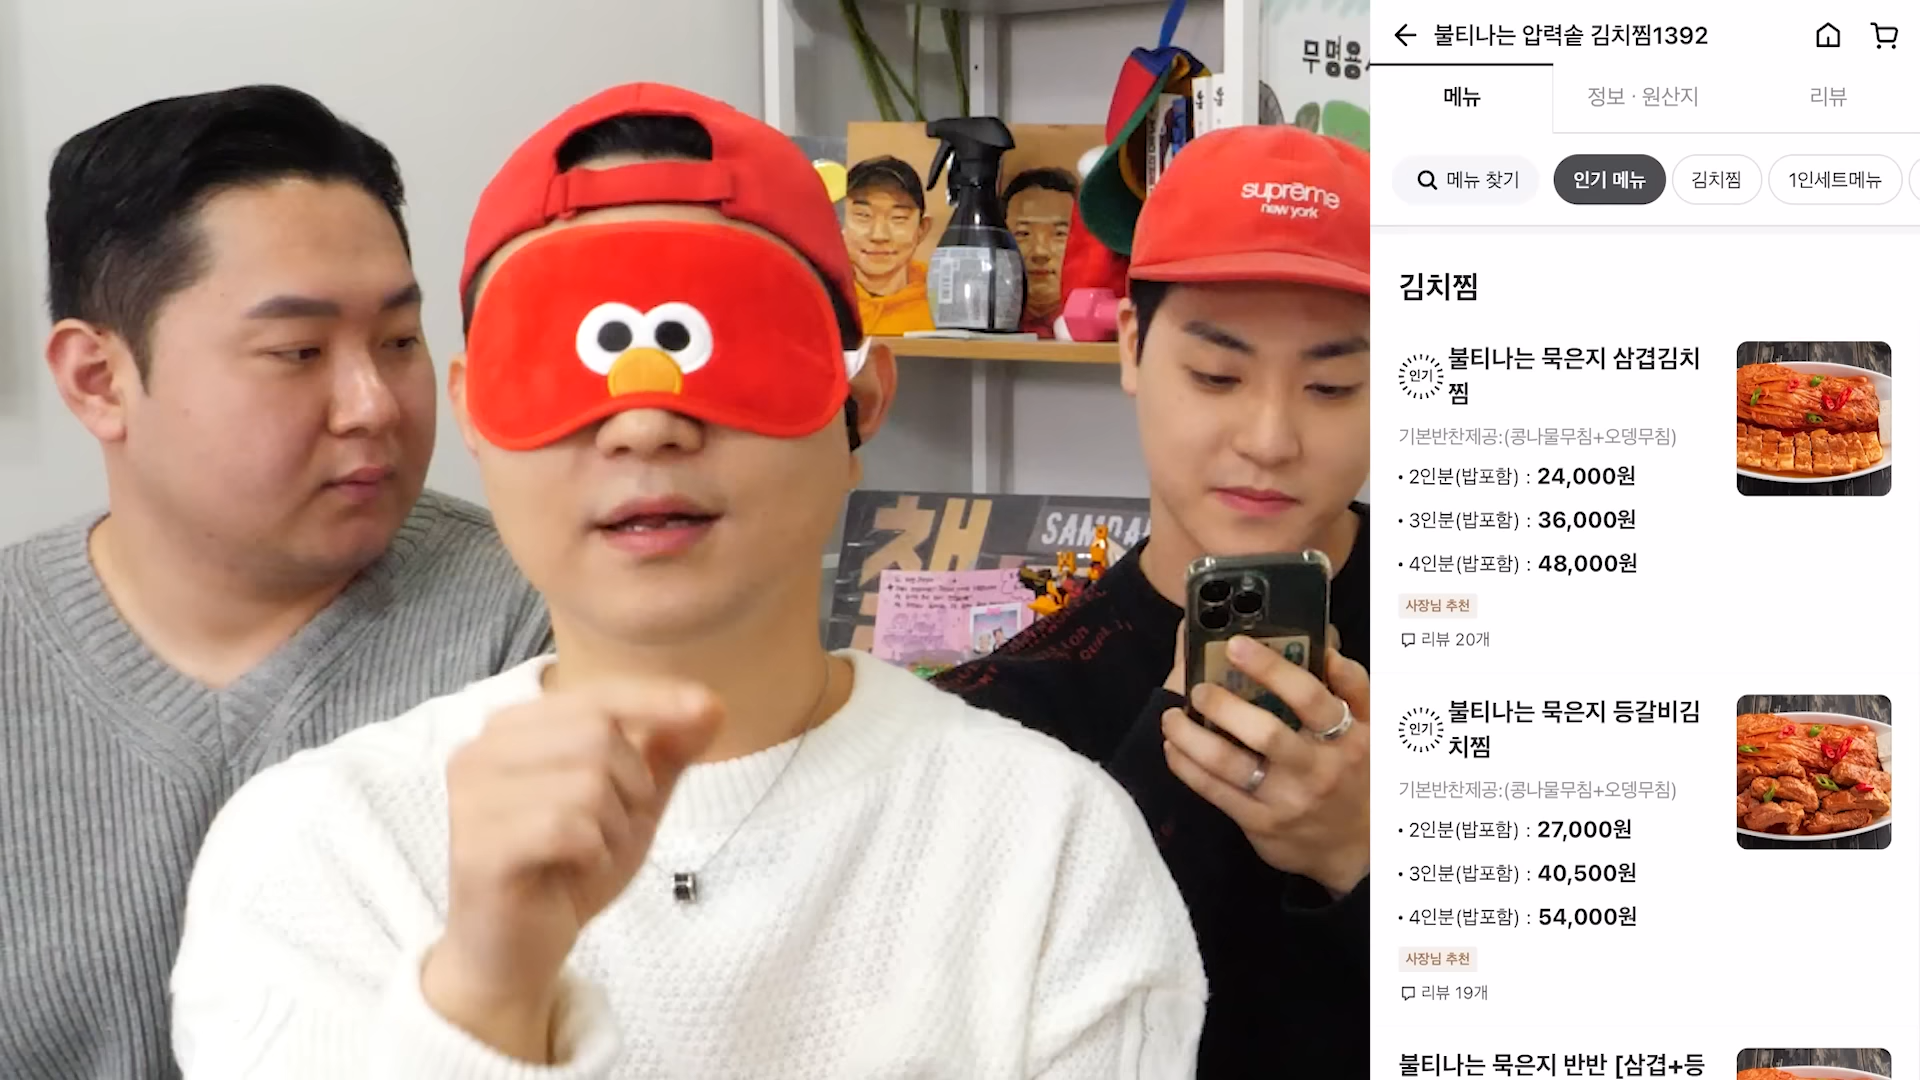 무명용사
supreme
new york
챔
SAMDA
불티나는 압력솥 김치찜1392
메뉴
정보 · 원산지
리뷰
메뉴 찾기
인기 메뉴
김치찜
1인세트메뉴
김치찜
인기
불티나는 묵은지 삼겹김치
찜
기본반찬제공:(콩나물무침+오뎅무침)
• 2인분(밥포함) : 24,000원
• 3인분(밥포함) : 36,000원
• 4인분(밥포함) : 48,000원
사장님 추천
리뷰 20개
인기
불티나는 묵은지 등갈비김
치찜
기본반찬제공:(콩나물무침+오뎅무침)
• 2인분(밥포함) : 27,000원
• 3인분(밥포함) : 40,500원
• 4인분(밥포함) : 54,000원
사장님 추천
리뷰 19개
불티나는 묵은지 반반 [삼겹+등